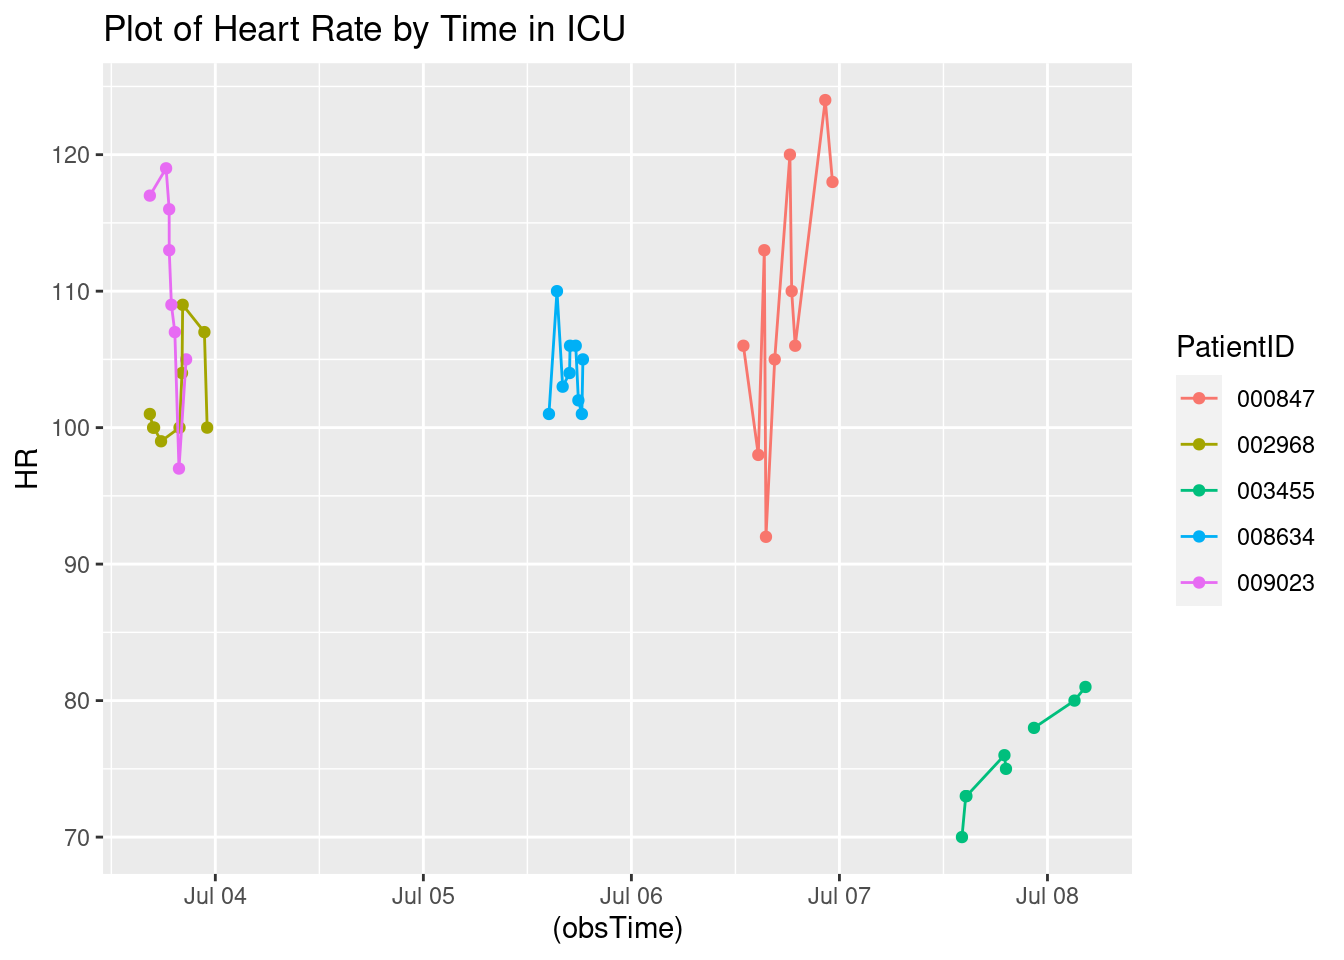 Plot of Heart Rate by Time in ICU
120
110
100
90
80
70
HR
Jul 04 Jul 05 Jul 06 Jul 07 Jul 08
(obsTime)
PatientID
000847
002968
003455
008634
009023